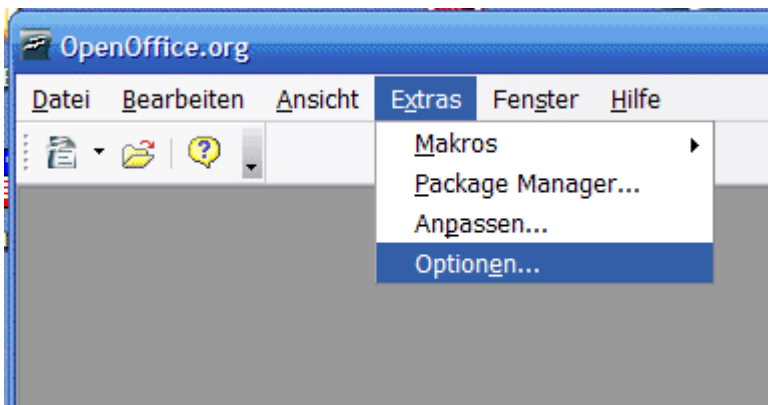 OpenOffice.org
Datei Bearbeiten Ansicht Extras Fenster Hilfe
Makros
Package Manager...
Anpassen...
Optionen...